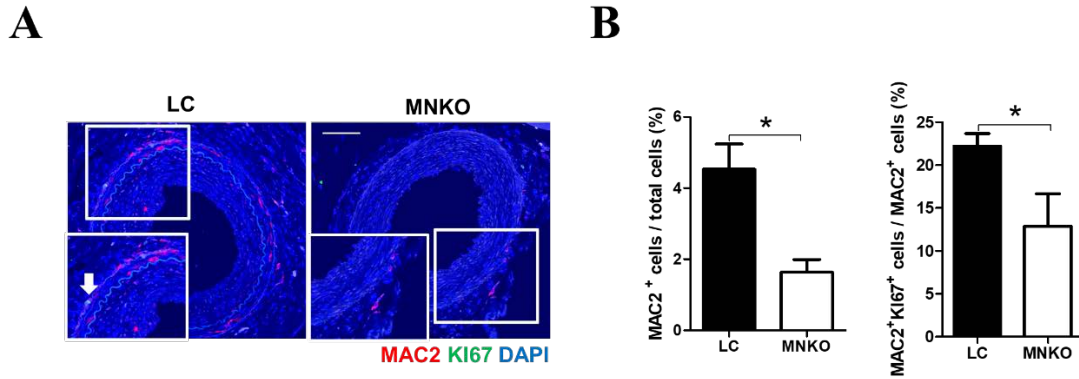 A
B
LC
MNKO
MAC2 KI67 DAPI
MAC2⁺ cells / total cells (%)
6
4
2
0
*
LC
MNKO
MAC2⁺KI67⁺ cells / MAC2⁺ cells (%)
25
20
15
10
5
0
*
LC
MNKO